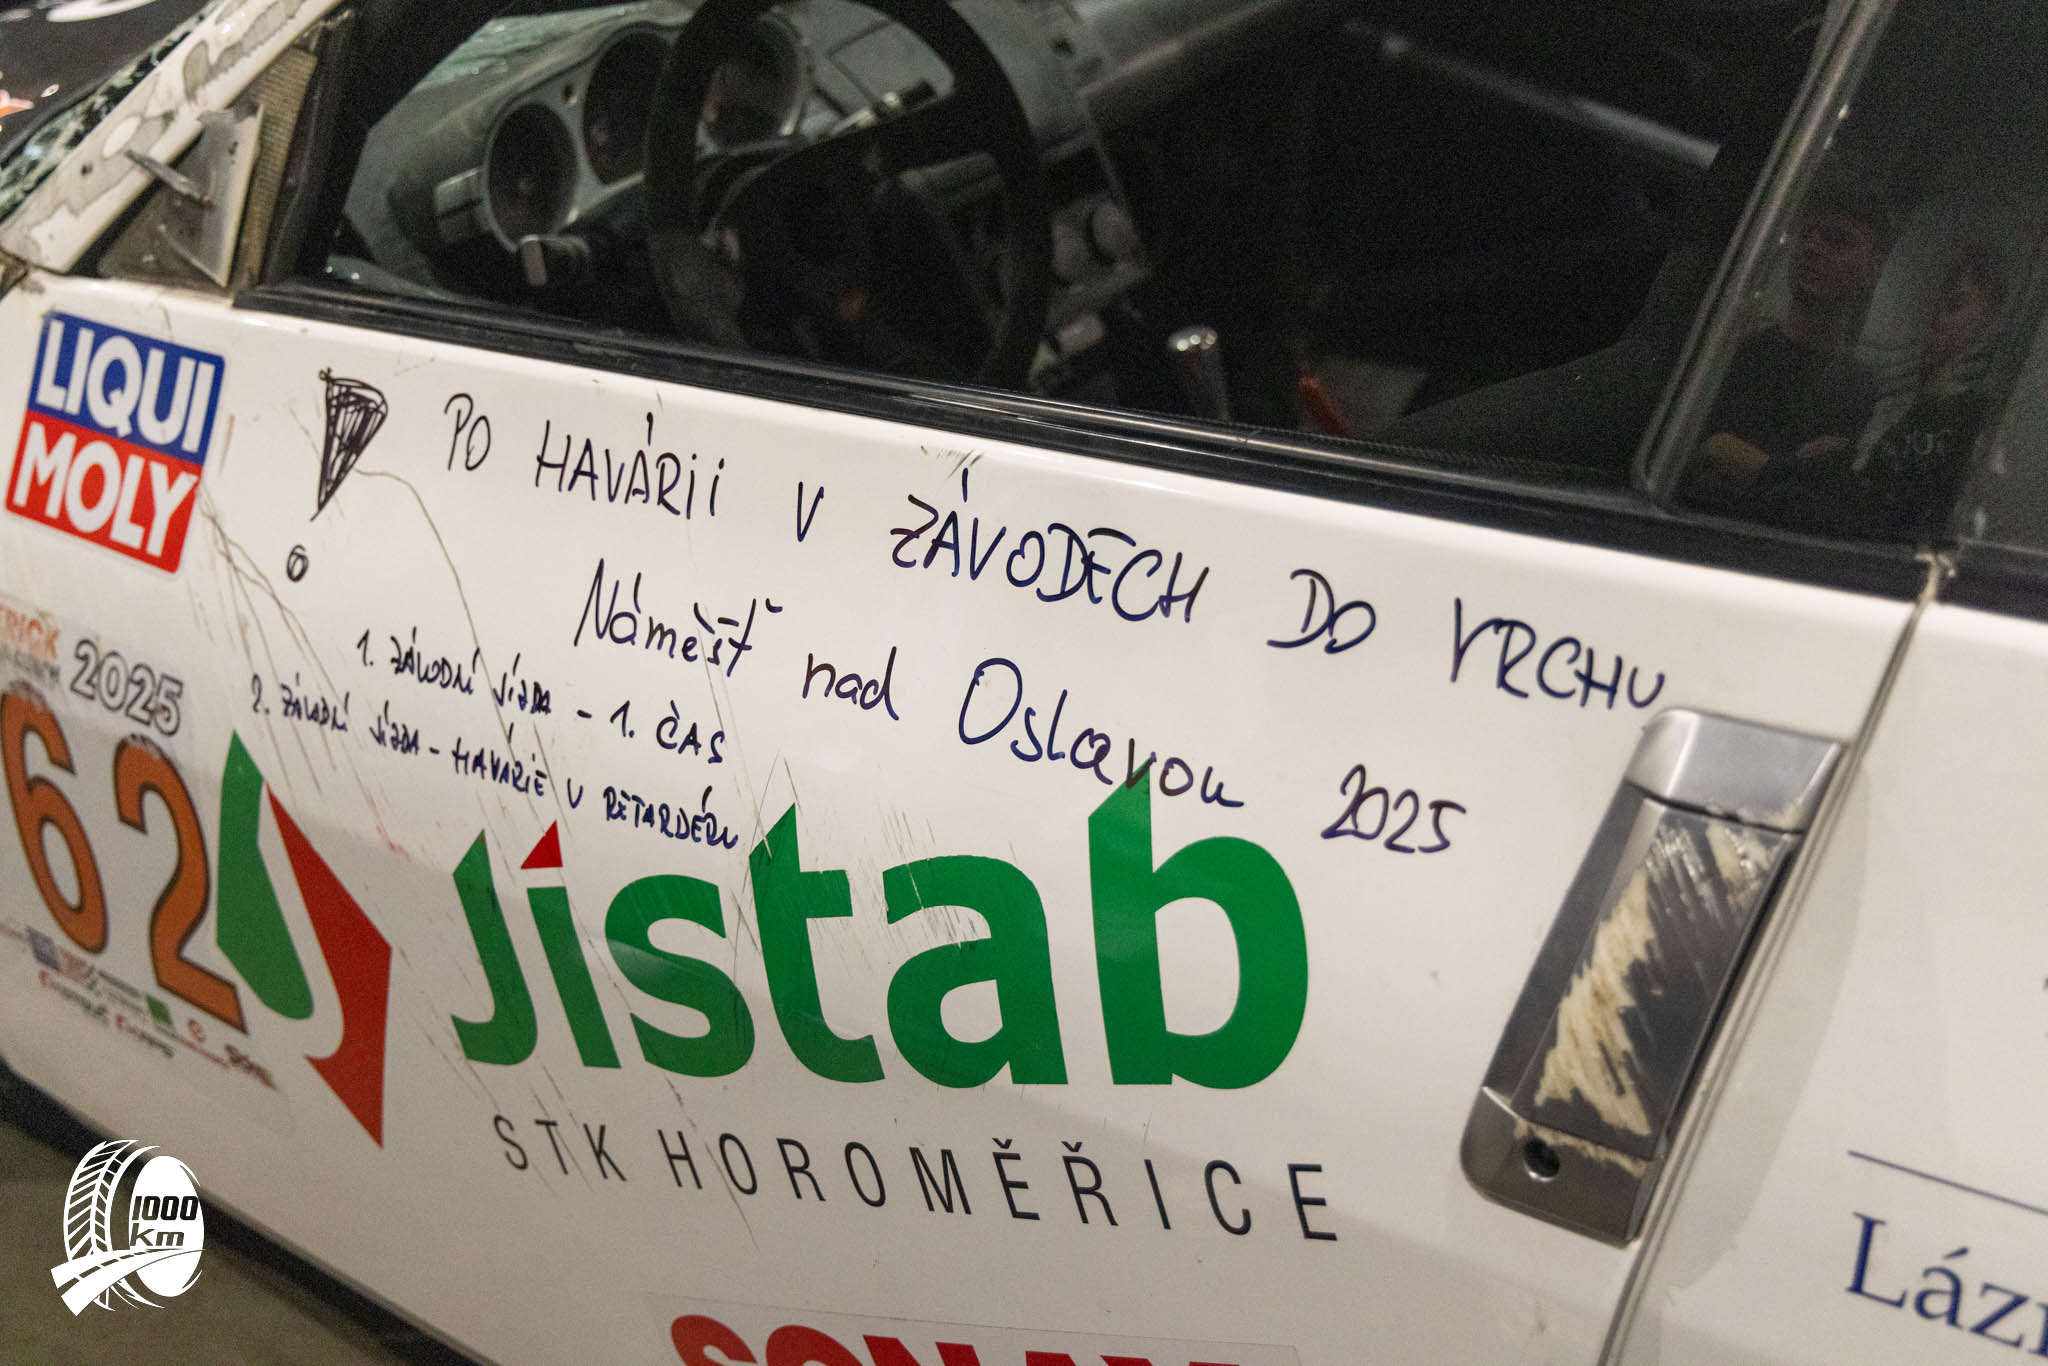 LIQUI
MOLY
PO HAVÁRII V ZÁVODĚCH DO VRCHU
Náměšť nad Oslavou 2025
1. ZÁVODNÍ JÍZDA - 1. ČAS
2. ZÁVODNÍ JÍZDA - HAVÁRIE V RETARDÉRU
2025
62
Jistab
STK HOROMĚŘICE
1000
km